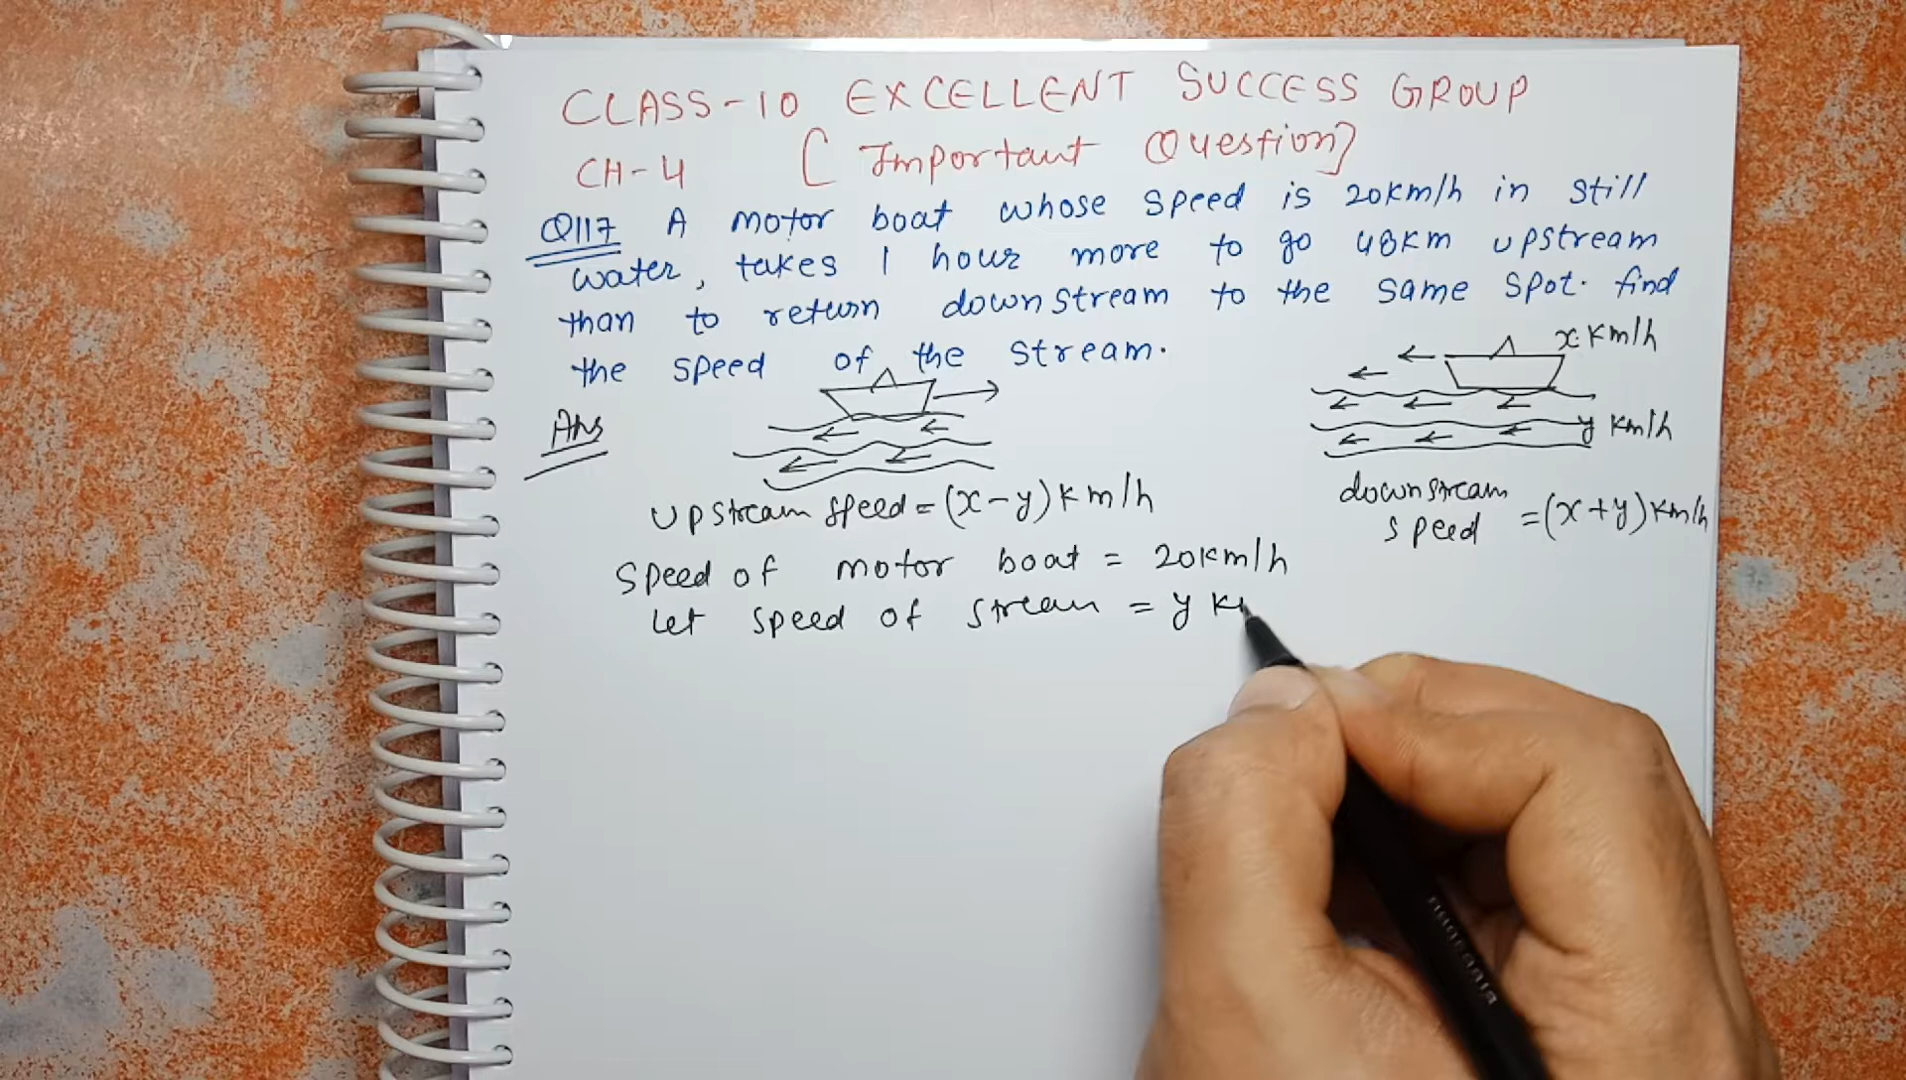 CLASS-10 EXCELLENT SUCCESS GROUP
CH-4 [Important Question]
Q117 A motor boat whose speed is 20km/h in still
water, takes 1 hour more to go 48km upstream
than to return downstream to the same spot. find
the speed of the stream.
Ans
x km/h
y km/h
Upstream speed = (x-y) km/h
downstream
speed = (x+y) km/h
Speed of motor boat = 20km/h
Let speed of stream = y k